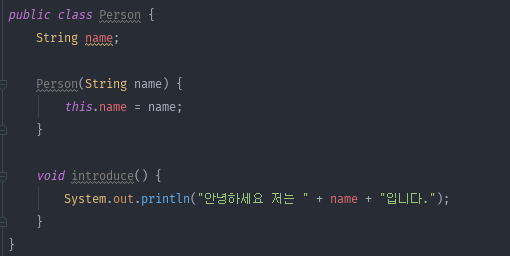 public class Person {
String name;
Person(String name) {
this.name = name;
}
void introduce() {
System.out.println("안녕하세요 저는 " + name + "입니다.");
}
}